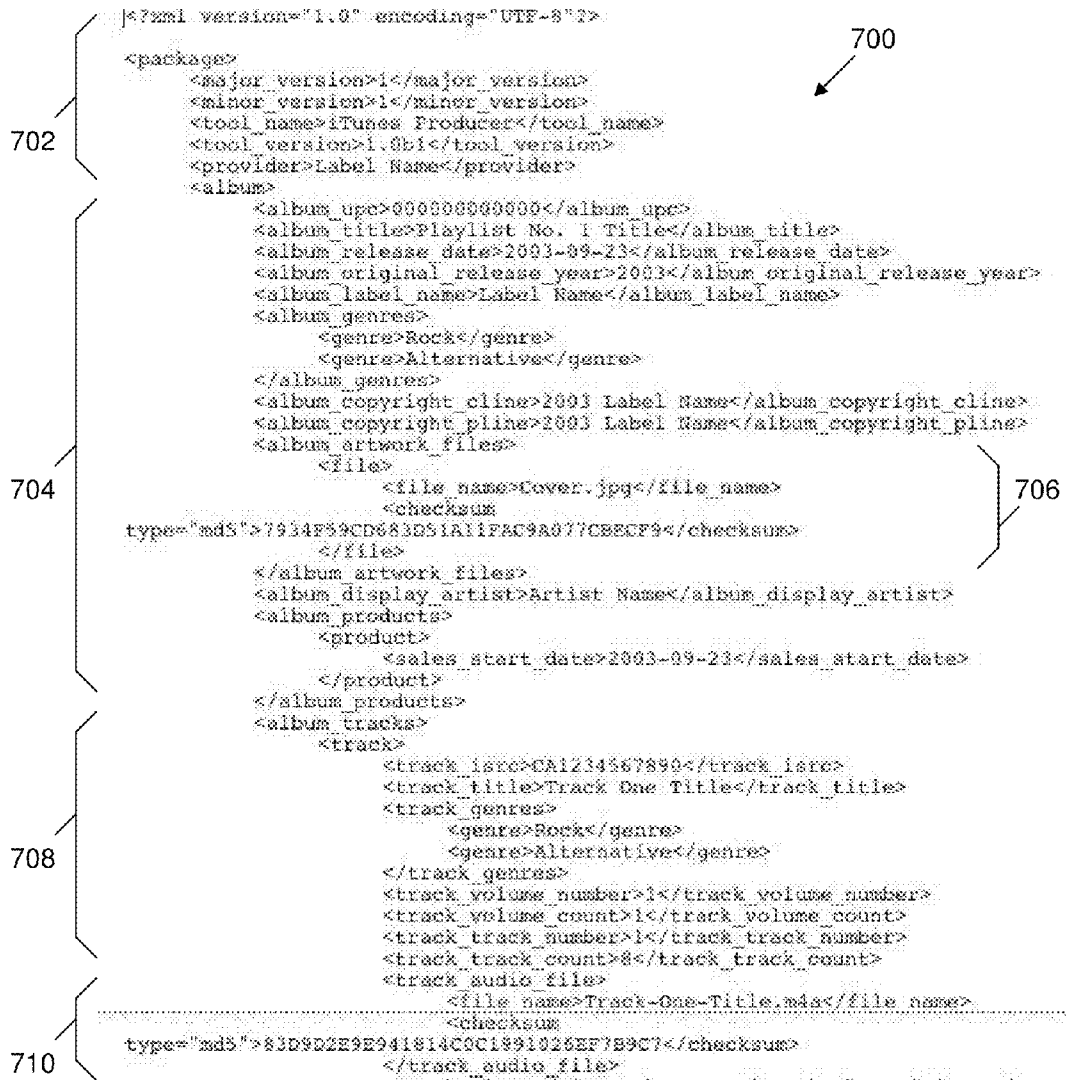 <?xml version="1.0" encoding="UTF-8"?>
700
<package>
<major_version>1</major_version>
<minor_version>1</minor_version>
<tool_name>iTunes Producer</tool_name>
702
<tool_version>1.0b1</tool_version>
<provider>Label Name</provider>
<album>
<album_upc>000000000000</album_upc>
<album_title>Playlist No. 1 Title</album_title>
<album_release_date>2003-09-23</album_release_date>
<album_original_release_year>2003</album_original_release_year>
<album_label_name>Label Name</album_label_name>
<album_genres>
<genre>Rock</genre>
<genre>Alternative</genre>
</album_genres>
<album_copyright_cline>2003 Label Name</album_copyright_cline>
<album_copyright_pline>2003 Label Name</album_copyright_pline>
<album_artwork_files>
<file>
704
<file_name>Cover.jpg</file_name>
706
<checksum
type="md5">7934F59CD683D51A11FAC9A077CBECF9</checksum>
</file>
</album_artwork_files>
<album_display_artist>Artist Name</album_display_artist>
<album_products>
<product>
<sales_start_date>2003-09-23</sales_start_date>
</product>
</album_products>
<album_tracks>
<track>
<track_isrc>CA1234567890</track_isrc>
<track_title>Track One Title</track_title>
<track_genres>
<genre>Rock</genre>
708
<genre>Alternative</genre>
</track_genres>
<track_volume_number>1</track_volume_number>
<track_volume_count>1</track_volume_count>
<track_track_number>1</track_track_number>
<track_track_count>8</track_track_count>
<track_audio_file>
<file_name>Track-One-Title.m4a</file_name>
<checksum
710
type="md5">83D9D2E9E941814C0C1991026EF7B9C7</checksum>
</track_audio_file>